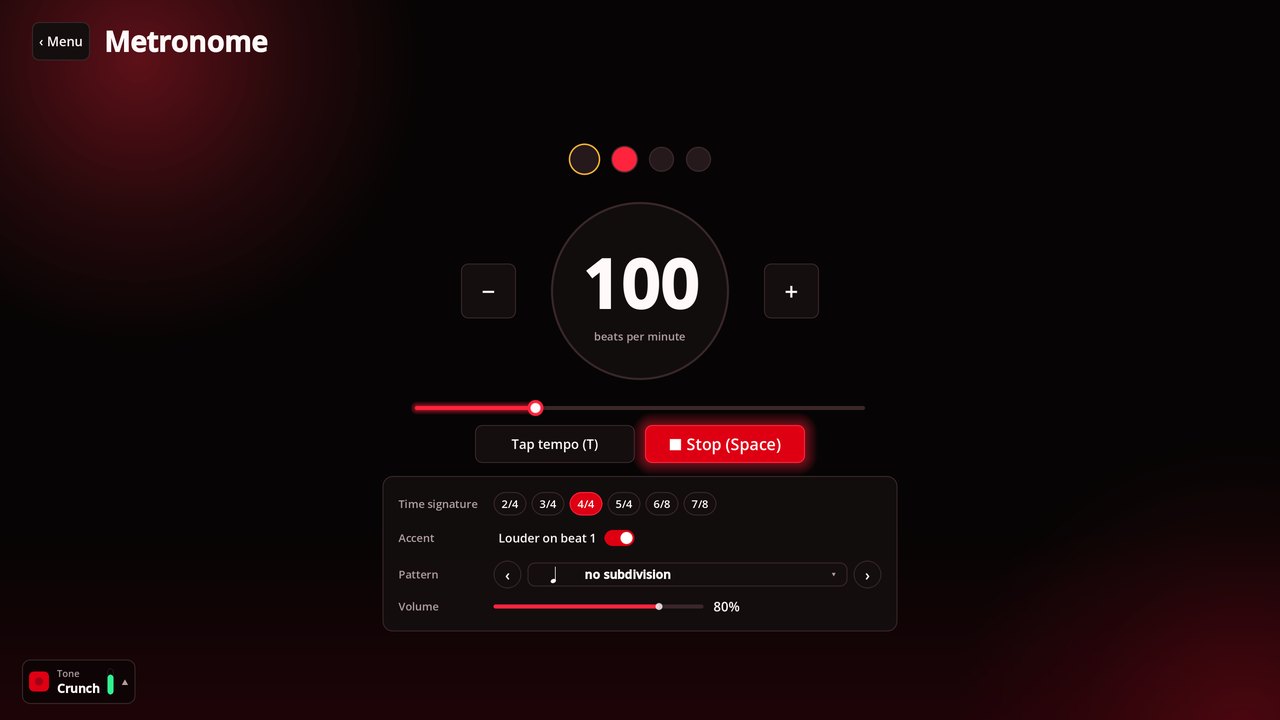 ‹ Menu
Metronome
100
beats per minute
−
+
Tap tempo (T)
Stop (Space)
Time signature
2/4 3/4 4/4 5/4 6/8 7/8
Accent
Louder on beat 1
Pattern
‹ no subdivision ›
Volume
80%
Tone
Crunch